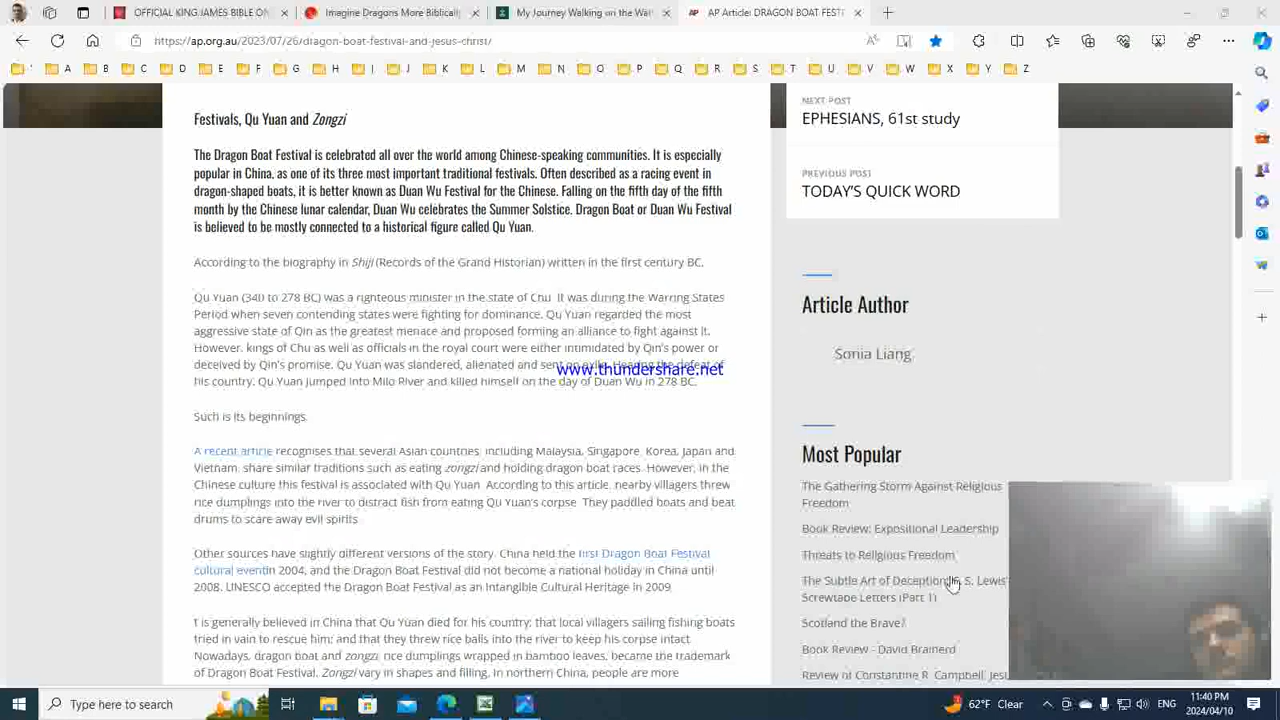 OFFICIAL KING JAMES BIBLE ON
Imagine Dragons More Biblical
My Journey Walking on the Wa
AP Article: DRAGON BOAT FEST
https://ap.org.au/2023/07/26/dragon-boat-festival-and-jesus-christ/
A B C D E F G H I J K L M N O P Q R S T U V W X Y Z
Festivals, Qu Yuan and Zongzi
The Dragon Boat Festival is celebrated all over the world among Chinese-speaking communities. It is especially
popular in China, as one of its three most important traditional festivals. Often described as a racing event in
dragon-shaped boats, it is better known as Duan Wu Festival for the Chinese. Falling on the fifth day of the fifth
month by the Chinese lunar calendar, Duan Wu celebrates the Summer Solstice. Dragon Boat or Duan Wu Festival
is believed to be mostly connected to a historical figure called Qu Yuan.
According to the biography in Shiji (Records of the Grand Historian) written in the first century BC,
Qu Yuan (340 to 278 BC) was a righteous minister in the state of Chu. It was during the Warring States
Period when seven contending states were fighting for dominance. Qu Yuan regarded the most
aggressive state of Qin as the greatest menace and proposed forming an alliance to fight against it.
However, kings of Chu as well as officials in the royal court were either intimidated by Qin's power or
deceived by Qin's promise. Qu Yuan was slandered, alienated and sent on exile. Hearing the defeat of
www.thundershare.net
his country, Qu Yuan jumped into Milo River and killed himself on the day of Duan Wu in 278 BC.
Such is its beginnings.
A recent article recognises that several Asian countries, including Malaysia, Singapore, Korea, Japan and
Vietnam, share similar traditions such as eating zongzi and holding dragon boat races. However, in the
Chinese culture this festival is associated with Qu Yuan. According to this article, nearby villagers threw
rice dumplings into the river to distract fish from eating Qu Yuan's corpse. They paddled boats and beat
drums to scare away evil spirits.
Other sources have slightly different versions of the story. China held the first Dragon Boat Festival
cultural eventin 2004, and the Dragon Boat Festival did not become a national holiday in China until
2008. UNESCO accepted the Dragon Boat Festival as an Intangible Cultural Heritage in 2009.
t is generally believed in China that Qu Yuan died for his country; that local villagers sailing fishing boats
tried in vain to rescue him; and that they threw rice balls into the river to keep his corpse intact.
Nowadays, dragon boat and zongzi, rice dumplings wrapped in bamboo leaves, became the trademark
of Dragon Boat Festival. Zongzi vary in shapes and filling. In northern China, people are more
NEXT POST
EPHESIANS, 61st study
PREVIOUS POST
TODAY'S QUICK WORD
Article Author
Sonia Liang
Most Popular
The Gathering Storm Against Religious
Freedom
Book Review: Expositional Leadership
Threats to Religious Freedom
The Subtle Art of Deception S. Lewis'
Screwtape Letters (Part 1)
Scotland the Brave?
Book Review - David Brainerd
Review of Constantine R. Campbell, Jesu
Type here to search
62°F Clear
ENG
11:40 PM
2024/04/10